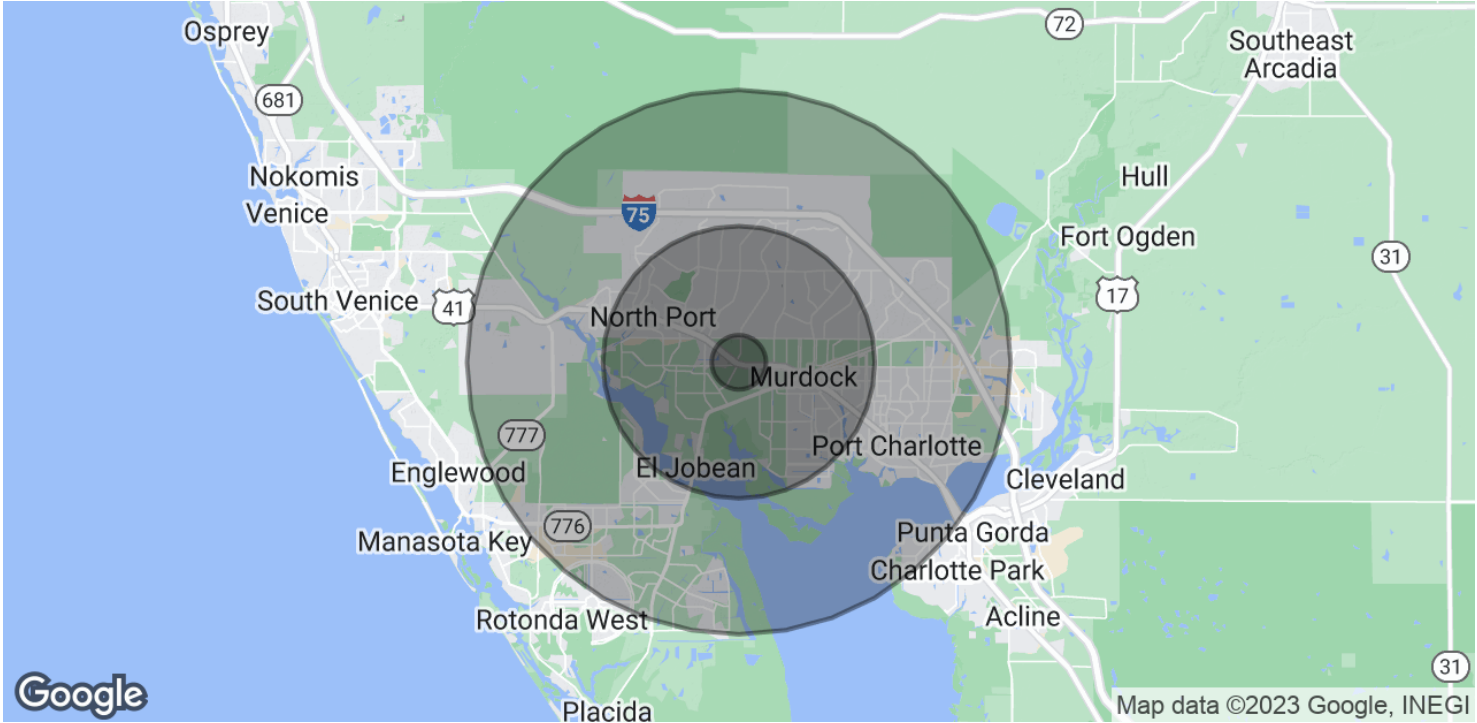 Osprey
72
Southeast
Arcadia
681
Nokomis
Hull
Venice
75
Fort Ogden
31
South Venice
41
17
North Port
Murdock
777
Port Charlotte
Englewood
El Jobean
Cleveland
776
Manasota Key
Punta Gorda
Charlotte Park
Rotonda West
Acline
31
Google
Placida
Map data ©2023 Google, INEGI